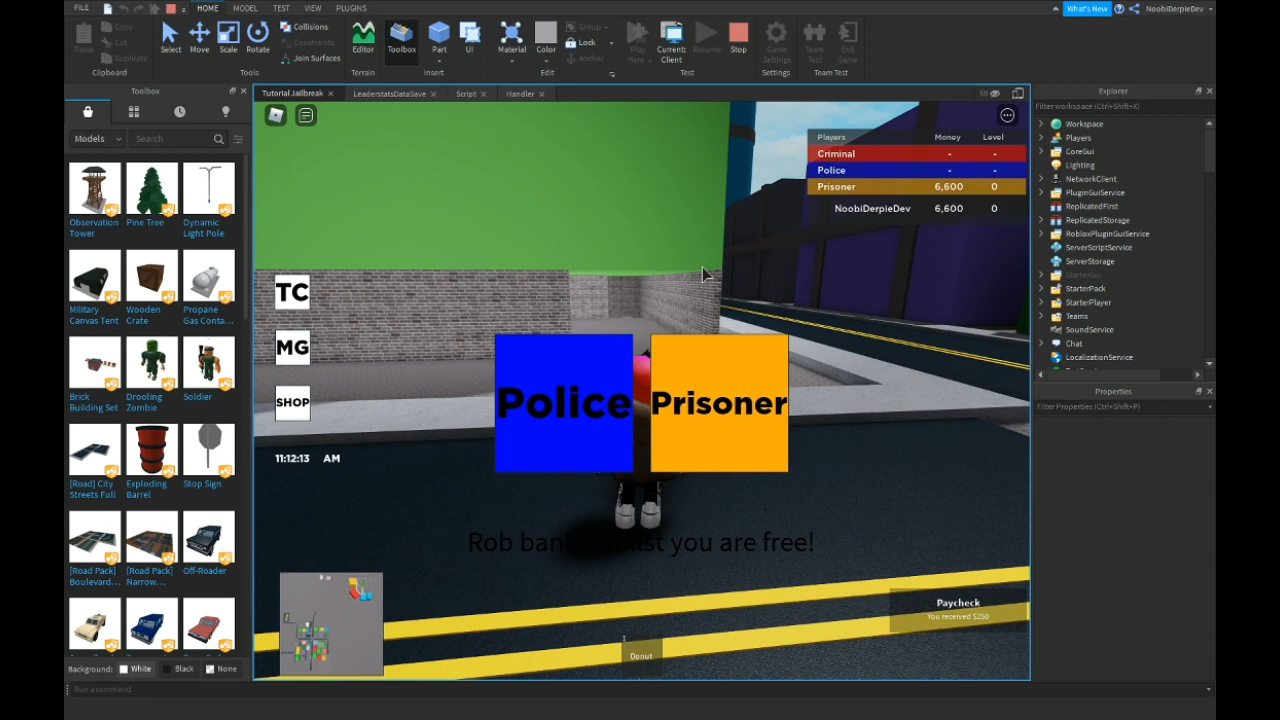 FILE HOME MODEL TEST VIEW PLUGINS What's New NoobiDerpieDev
Paste Copy Cut Duplicate Select Move Scale Rotate Collisions Constraints Join Surfaces Editor Toolbox Part UI Material Color Group Lock Anchor Play Here Current: Client Resume Stop Game Settings Team Test Exit Game
Clipboard Tools Terrain Insert Edit Test Settings Team Test
Toolbox
Models Search
Observation Tower
Pine Tree
Dynamic Light Pole
Military Canvas Tent
Wooden Crate
Propane Gas Conta...
Brick Building Set
Drooling Zombie
Soldier
[Road] City Streets Full
Exploding Barrel
Stop Sign
[Road Pack] Boulevard...
[Road Pack] Narrow...
Off-Roader
Background: White Black None
Run a command
Tutorial.Jailbreak LeaderstatsDataSave Script Handler UI
Players Money Level
Criminal - -
Police - -
Prisoner 6,600 0
NoobiDerpieDev 6,600 0
TC
MG
SHOP
11:12:13 AM
Police
Prisoner
you are free!
Paycheck
You received $250
1
Donut
Explorer
Filter workspace (Ctrl+Shift+X)
Workspace
Players
CoreGui
Lighting
NetworkClient
PluginGuiService
ReplicatedFirst
ReplicatedStorage
RobloxPluginGuiService
ServerScriptService
ServerStorage
StarterGui
StarterPack
StarterPlayer
Teams
SoundService
Chat
LocalizationService
Properties
Filter Properties (Ctrl+Shift+P)